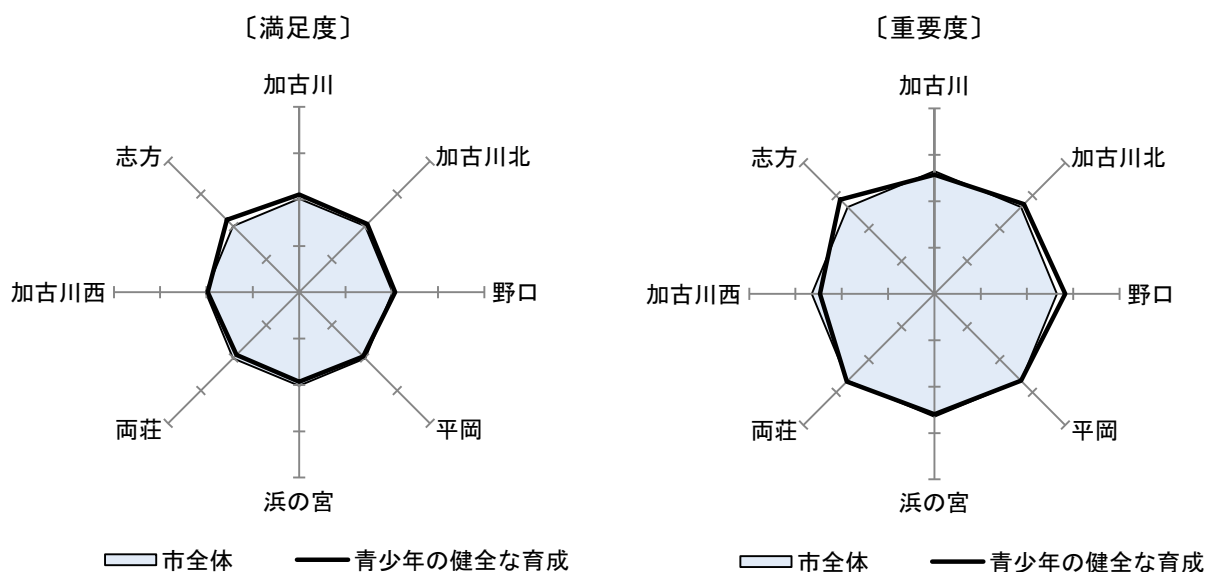 〔満足度〕
加古川
加古川北
野口
平岡
浜の宮
両荘
加古川西
志方
市全体
青少年の健全な育成
〔重要度〕
加古川
加古川北
野口
平岡
浜の宮
両荘
加古川西
志方
市全体
青少年の健全な育成